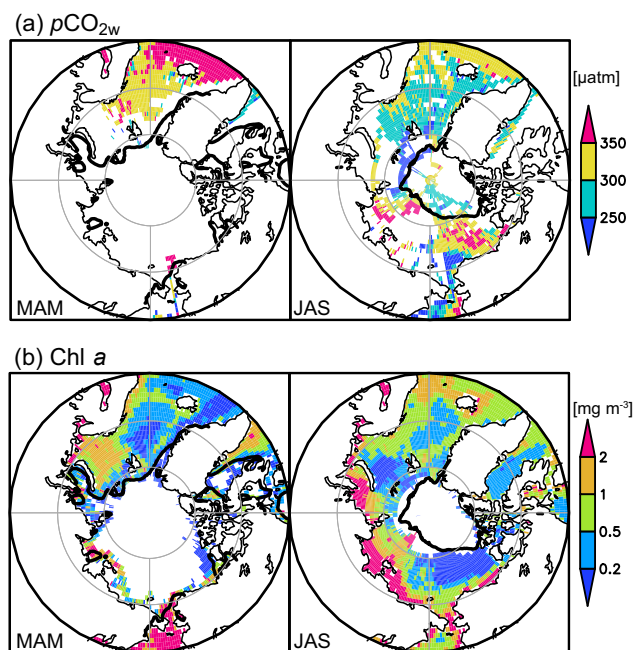 (a) pCO2w
[µatm]
350
300
250
MAM
JAS
(b) Chl a
[mg m-3]
2
1
0.5
0.2
MAM
JAS